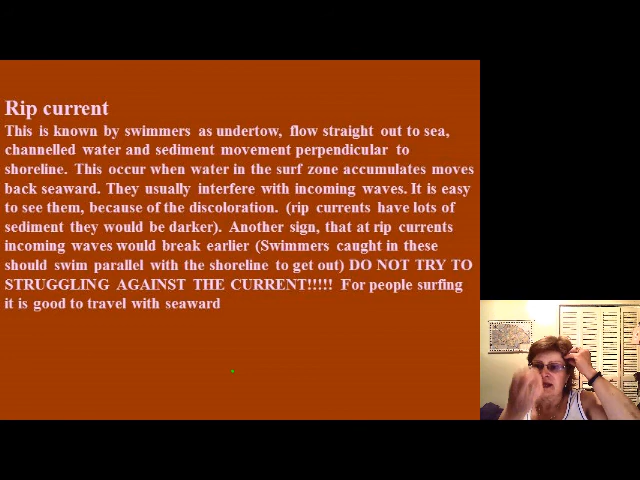 Rip current
This is known by swimmers as undertow, flow straight out to sea,
channelled water and sediment movement perpendicular to
shoreline. This occur when water in the surf zone accumulates moves
back seaward. They usually interfere with incoming waves. It is easy
to see them, because of the discoloration. (rip currents have lots of
sediment they would be darker). Another sign, that at rip currents
incoming waves would break earlier (Swimmers caught in these
should swim parallel with the shoreline to get out) DO NOT TRY TO
STRUGGLING AGAINST THE CURRENT!!!!! For people surfing
it is good to travel with seaward